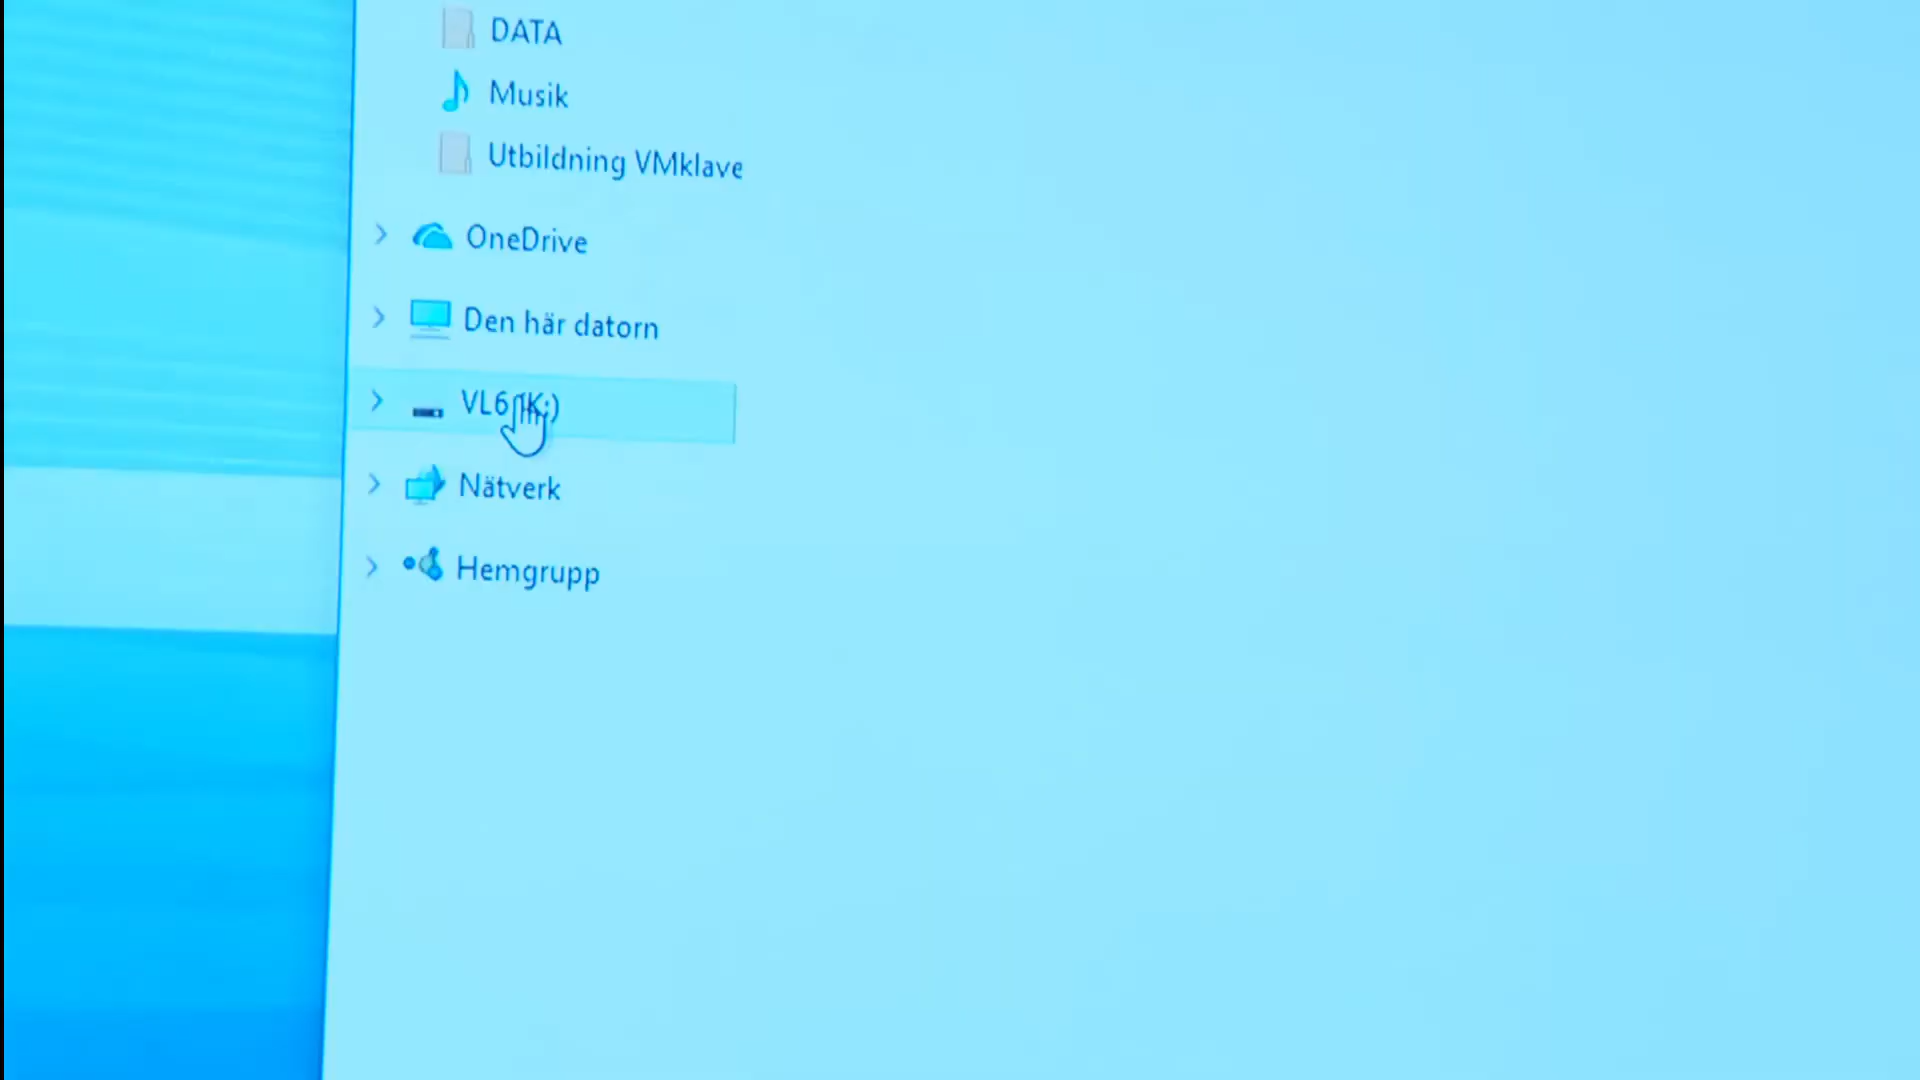 DATA
Musik
Utbildning VMklave
OneDrive
Den här datorn
VL6 (K:)
Nätverk
Hemgrupp